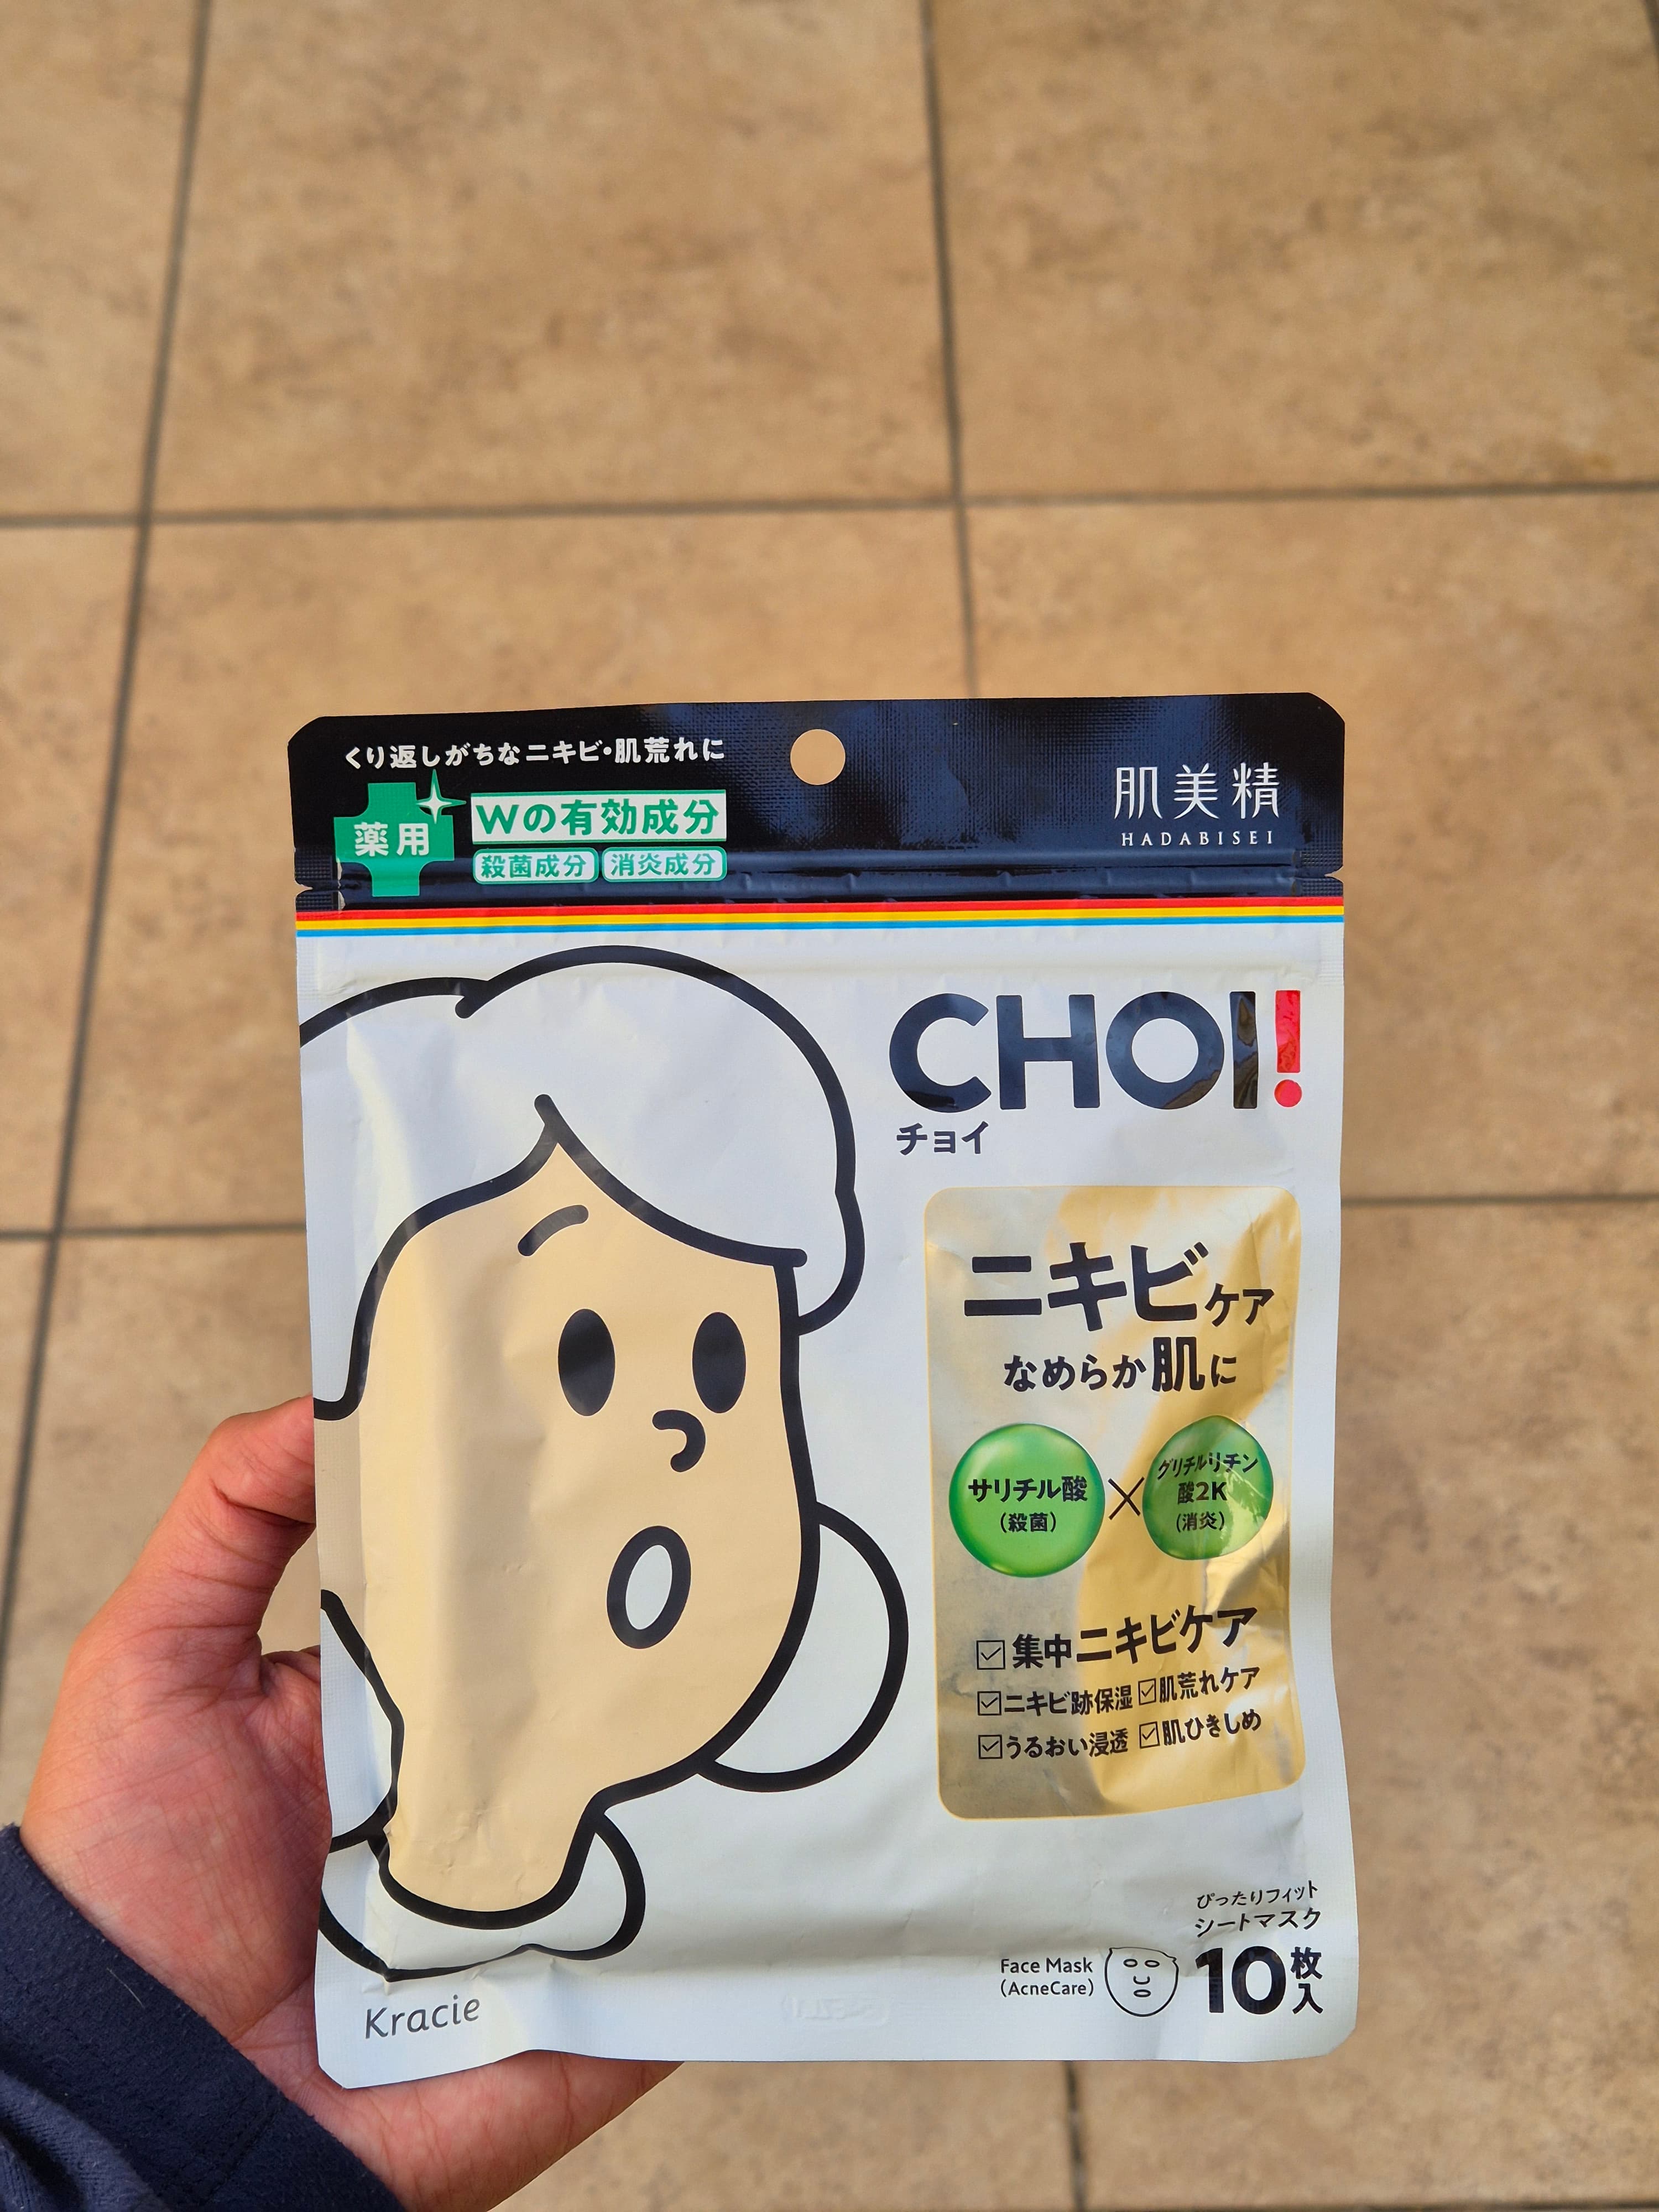 くり返しがちなニキビ・肌荒れに
薬用
Wの有効成分
殺菌成分 消炎成分
肌美精
HADABISEI
CHOI!
チョイ
ニキビケア
なめらか肌に
サリチル酸
(殺菌)
×
グリチルリチン
酸2K
(消炎)
☑集中ニキビケア
☑ニキビ跡保湿 ☑肌荒れケア
☑うるおい浸透 ☑肌ひきしめ
ぴったりフィット
シートマスク
10枚入
Face Mask
(AcneCare)
Kracie